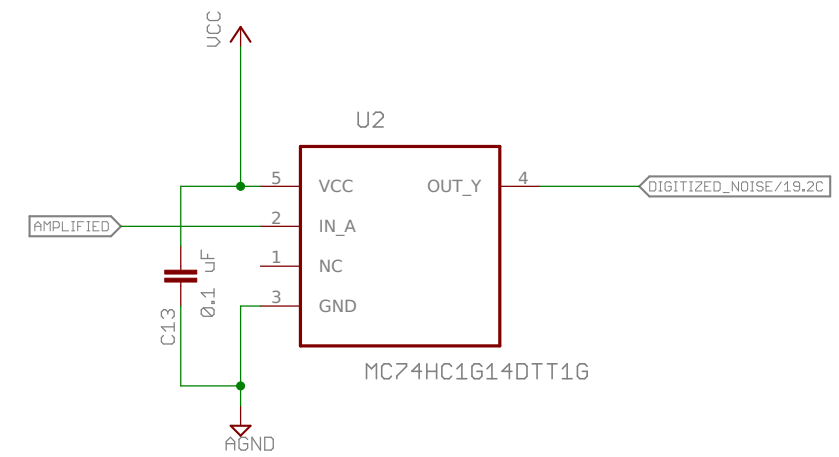 VCC
U2
5 VCC OUT_Y 4
DIGITIZED_NOISE/19.2C
AMPLIFIED
2 IN_A
1 NC
3 GND
0.1 uF
C13
MC74HC1G14DTT1G
AGND